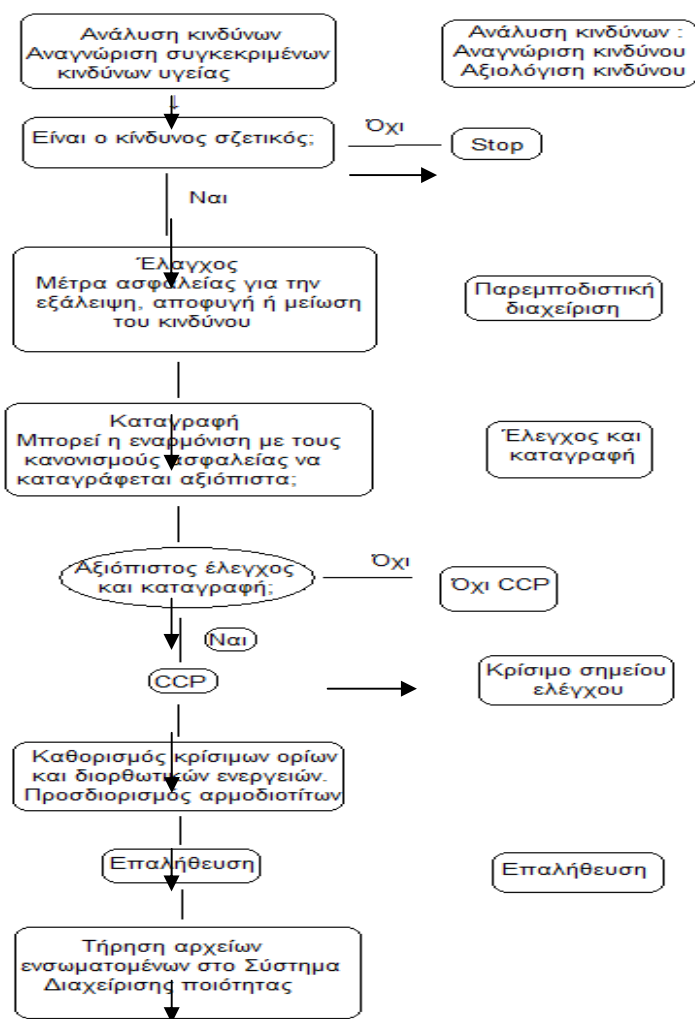 Ανάλυση κινδύνων
Αναγνώριση συγκεκριμένων
κινδύνων υγείας
Ανάλυση κινδύνων :
Αναγνώριση κινδύνου
Αξιολόγιση κινδύνου
Είναι ο κίνδυνος σζετικός;
Όχι
Stop
Ναι
Έλαγχος
Μέτρα ασφαλείας για την
εξάλειψη, αποφυγή ή μείωση
του κινδύνου
Παρεμποδιστική
διαχείριση
Καταγραφή
Μπορεί η εναρμόνιση με τους
κανονισμούς ασφαλείας να
καταγράφεται αξιόπιστα;
Έλεγχος και
καταγραφή
Αξιόπιστος έλεγχος
και καταγραφή;
Όχι
Όχι CCP
Ναι
CCP
Κρίσιμο σημείου
ελέγχου
Καθορισμός κρίσιμων ορίων
και διορθωτικών ενεργειών.
Προσδιορισμός αρμοδιοτίτων
Επαλήθευση
Επαλήθευση
Τήρηση αρχείων
ενσωματομένων στο Σύστημα
Διαχείρισης ποιότητας